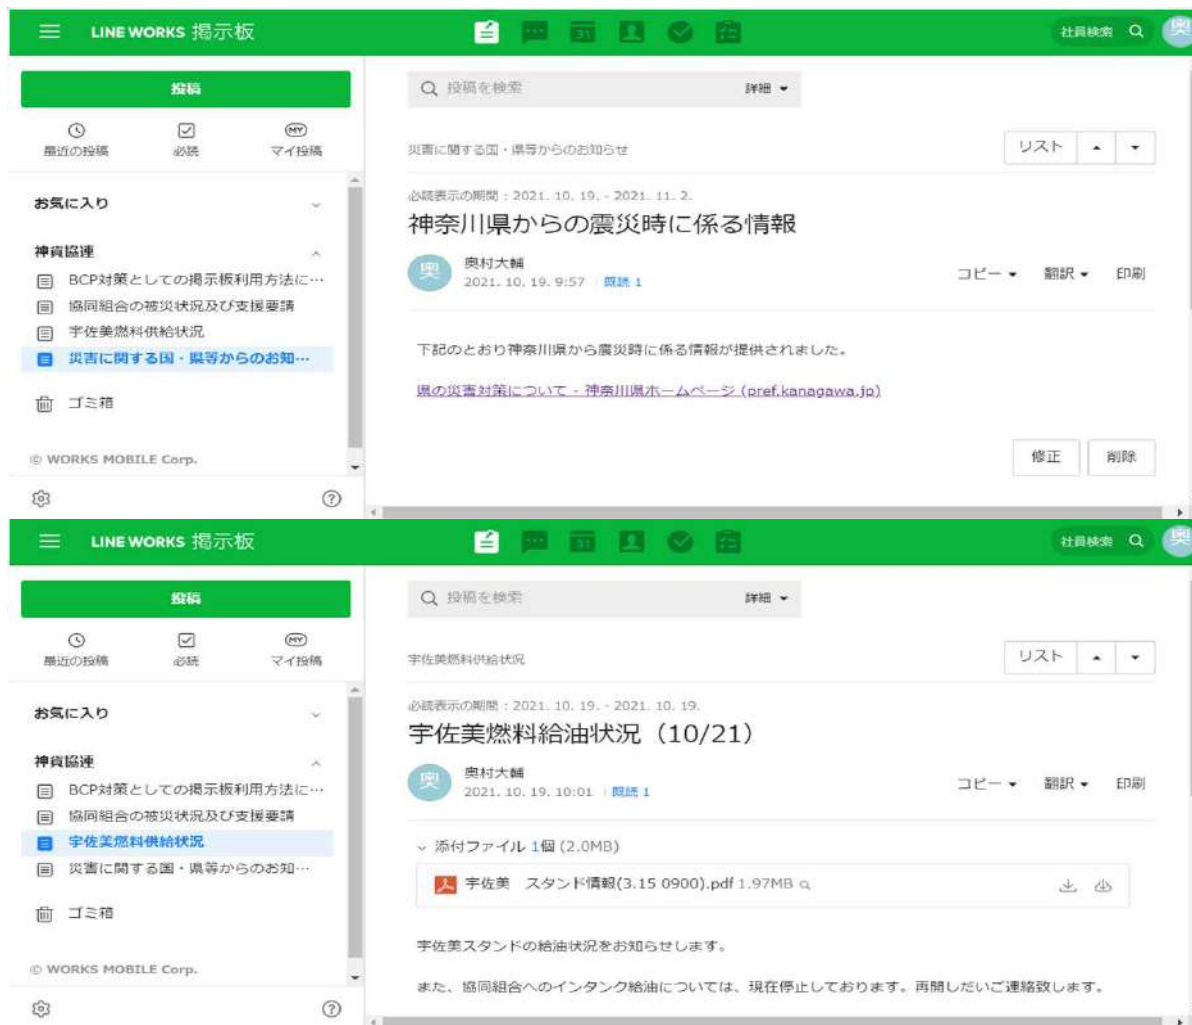 LINE WORKS 掲示板
31
社員検索
奥
投稿
投稿を検索
詳細
最近の投稿
必読
MY
マイ投稿
災害に関する国・県等からのお知らせ
リスト
お気に入り
必読表示の期間：2021. 10. 19. - 2021. 11. 2.
神奈川県からの震災時に係る情報
神貨協連
奥
奥村大輔
2021. 10. 19. 9:57
既読 1
コピー
翻訳
印刷
BCP対策としての掲示板利用方法に…
協同組合の被災状況及び支援要請
宇佐美燃料供給状況
災害に関する国・県等からのお知…
下記のとおり神奈川県から震災時に係る情報が提供されました。
県の災害対策について - 神奈川県ホームページ (pref.kanagawa.jp)
ゴミ箱
© WORKS MOBILE Corp.
修正
削除
LINE WORKS 掲示板
31
社員検索
奥
投稿
投稿を検索
詳細
最近の投稿
必読
MY
マイ投稿
宇佐美燃料供給状況
リスト
お気に入り
必読表示の期間：2021. 10. 19. - 2021. 10. 19.
宇佐美燃料給油状況（10/21）
神貨協連
奥
奥村大輔
2021. 10. 19. 10:01
既読 1
コピー
翻訳
印刷
BCP対策としての掲示板利用方法に…
協同組合の被災状況及び支援要請
宇佐美燃料供給状況
災害に関する国・県等からのお知…
添付ファイル 1個 (2.0MB)
宇佐美　スタンド情報(3.15 0900).pdf 1.97MB
ゴミ箱
宇佐美スタンドの給油状況をお知らせします。
© WORKS MOBILE Corp.
また、協同組合へのインタンク給油については、現在停止しております。再開しだいご連絡致します。